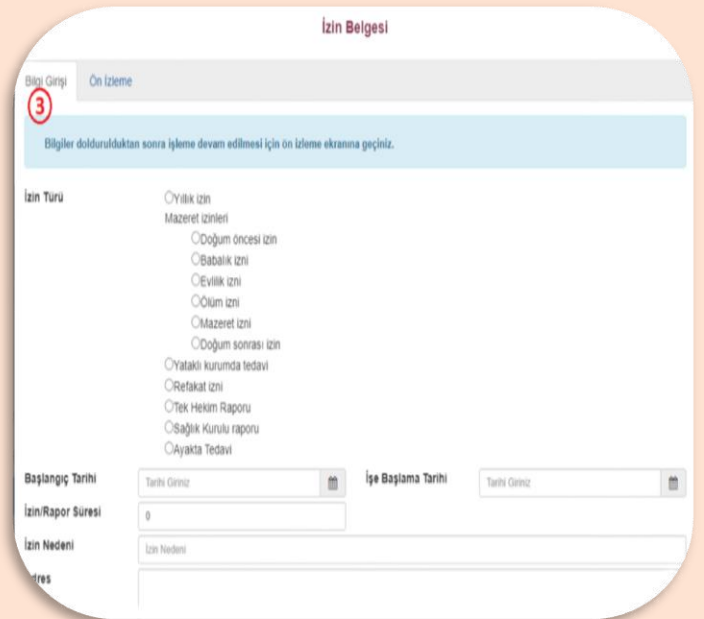 İzin Belgesi
Bilgi Girişi Ön İzleme
3
Bilgiler doldurulduktan sonra işleme devam edilmesi için ön izleme ekranına geçiniz.
İzin Türü
Yıllık izin
Mazeret izinleri
Doğum öncesi izin
Babalık izni
Evlilik izni
Ölüm izni
Mazeret izni
Doğum sonrası izin
Yataklı kurumda tedavi
Refakat izni
Tek Hekim Raporu
Sağlık Kurulu raporu
Ayakta Tedavi
Başlangıç Tarihi Tarihi Giriniz İşe Başlama Tarihi Tarihi Giriniz
İzin/Rapor Süresi 0
İzin Nedeni İzin Nedeni
dres